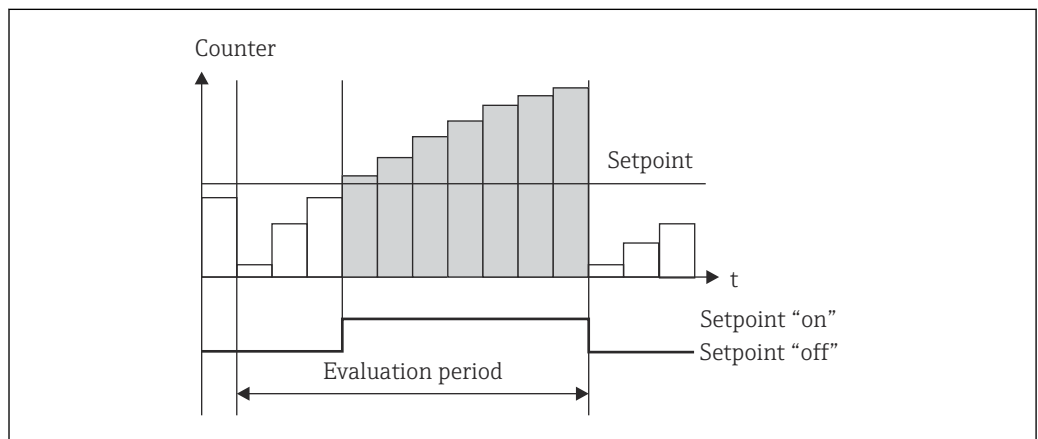 Counter
Setpoint
t
Setpoint “on”
Setpoint “off”
Evaluation period